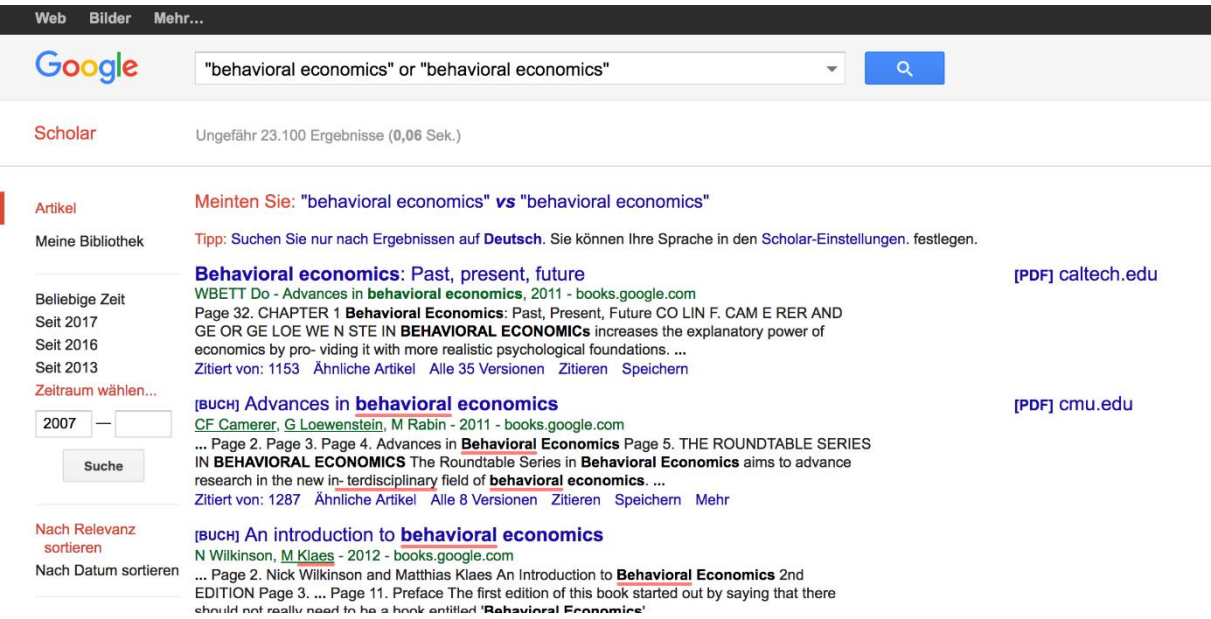 Web Bilder Mehr...
Google "behavioral economics" or "behavioral economics"
Scholar Ungefähr 23.100 Ergebnisse (0,06 Sek.)
Artikel
Meine Bibliothek
Beliebige Zeit
Seit 2017
Seit 2016
Seit 2013
Zeitraum wählen...
2007 —
Suche
Nach Relevanz
sortieren
Nach Datum sortieren
Meinten Sie: "behavioral economics" vs "behavioral economics"
Tipp: Suchen Sie nur nach Ergebnissen auf Deutsch. Sie können Ihre Sprache in den Scholar-Einstellungen. festlegen.
Behavioral economics: Past, present, future
WBETT Do - Advances in behavioral economics, 2011 - books.google.com
Page 32. CHAPTER 1 Behavioral Economics: Past, Present, Future CO LIN F. CAM E RER AND
GE OR GE LOE WE N STE IN BEHAVIORAL ECONOMICs increases the explanatory power of
economics by pro- viding it with more realistic psychological foundations. ...
Zitiert von: 1153 Ähnliche Artikel Alle 35 Versionen Zitieren Speichern
[PDF] caltech.edu
[BUCH] Advances in behavioral economics
CF Camerer, G Loewenstein, M Rabin - 2011 - books.google.com
... Page 2. Page 3. Page 4. Advances in Behavioral Economics Page 5. THE ROUNDTABLE SERIES
IN BEHAVIORAL ECONOMICS The Roundtable Series in Behavioral Economics aims to advance
research in the new in- terdisciplinary field of behavioral economics. ...
Zitiert von: 1287 Ähnliche Artikel Alle 8 Versionen Zitieren Speichern Mehr
[PDF] cmu.edu
[BUCH] An introduction to behavioral economics
N Wilkinson, M Klaes - 2012 - books.google.com
... Page 2. Nick Wilkinson and Matthias Klaes An Introduction to Behavioral Economics 2nd
EDITION Page 3. ... Page 11. Preface The first edition of this book started out by saying that there
should not really need to be a book entitled 'Behavioral Economics'